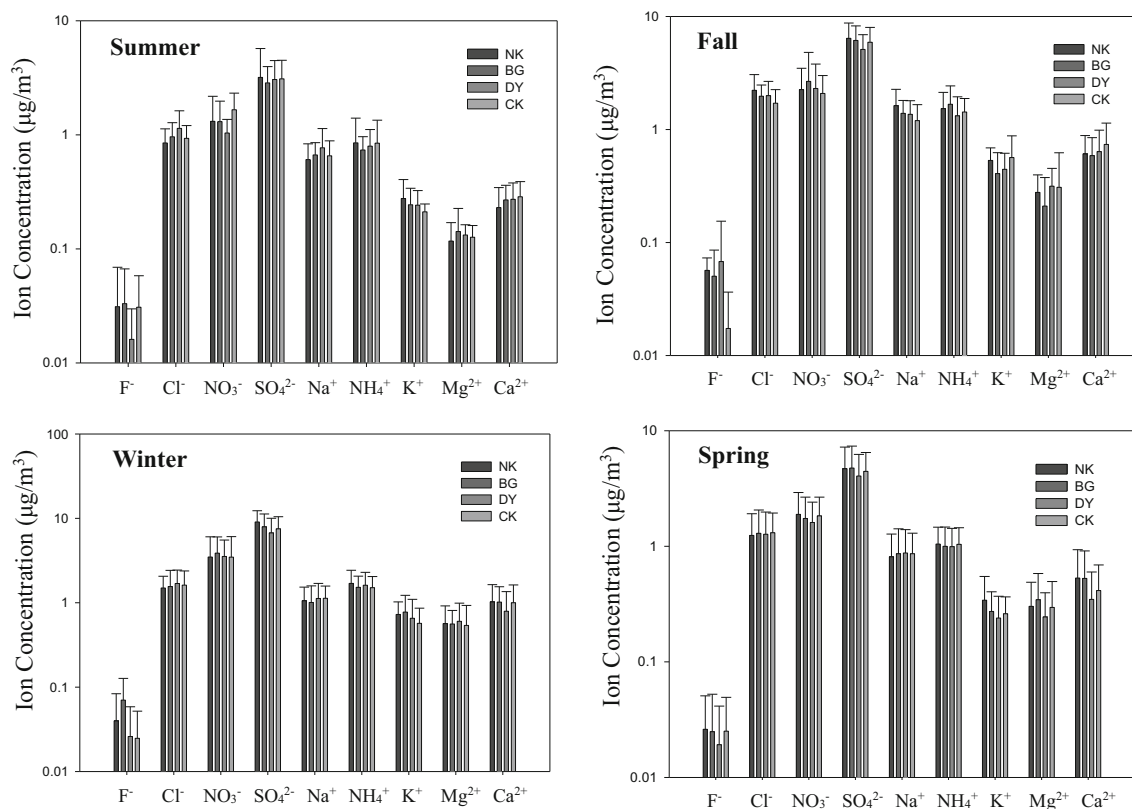 Summer
Ion Concentration (µg/m³)
10
1
0.1
0.01
NK
BG
DY
CK
F⁻ Cl⁻ NO₃⁻ SO₄²⁻ Na⁺ NH₄⁺ K⁺ Mg²⁺ Ca²⁺
Fall
Ion Concentration (µg/m³)
10
1
0.1
0.01
NK
BG
DY
CK
F⁻ Cl⁻ NO₃⁻ SO₄²⁻ Na⁺ NH₄⁺ K⁺ Mg²⁺ Ca²⁺
Winter
Ion Concentration (µg/m³)
100
10
1
0.1
0.01
NK
BG
DY
CK
F⁻ Cl⁻ NO₃⁻ SO₄²⁻ Na⁺ NH₄⁺ K⁺ Mg²⁺ Ca²⁺
Spring
Ion Concentration (µg/m³)
10
1
0.1
0.01
NK
BG
DY
CK
F⁻ Cl⁻ NO₃⁻ SO₄²⁻ Na⁺ NH₄⁺ K⁺ Mg²⁺ Ca²⁺